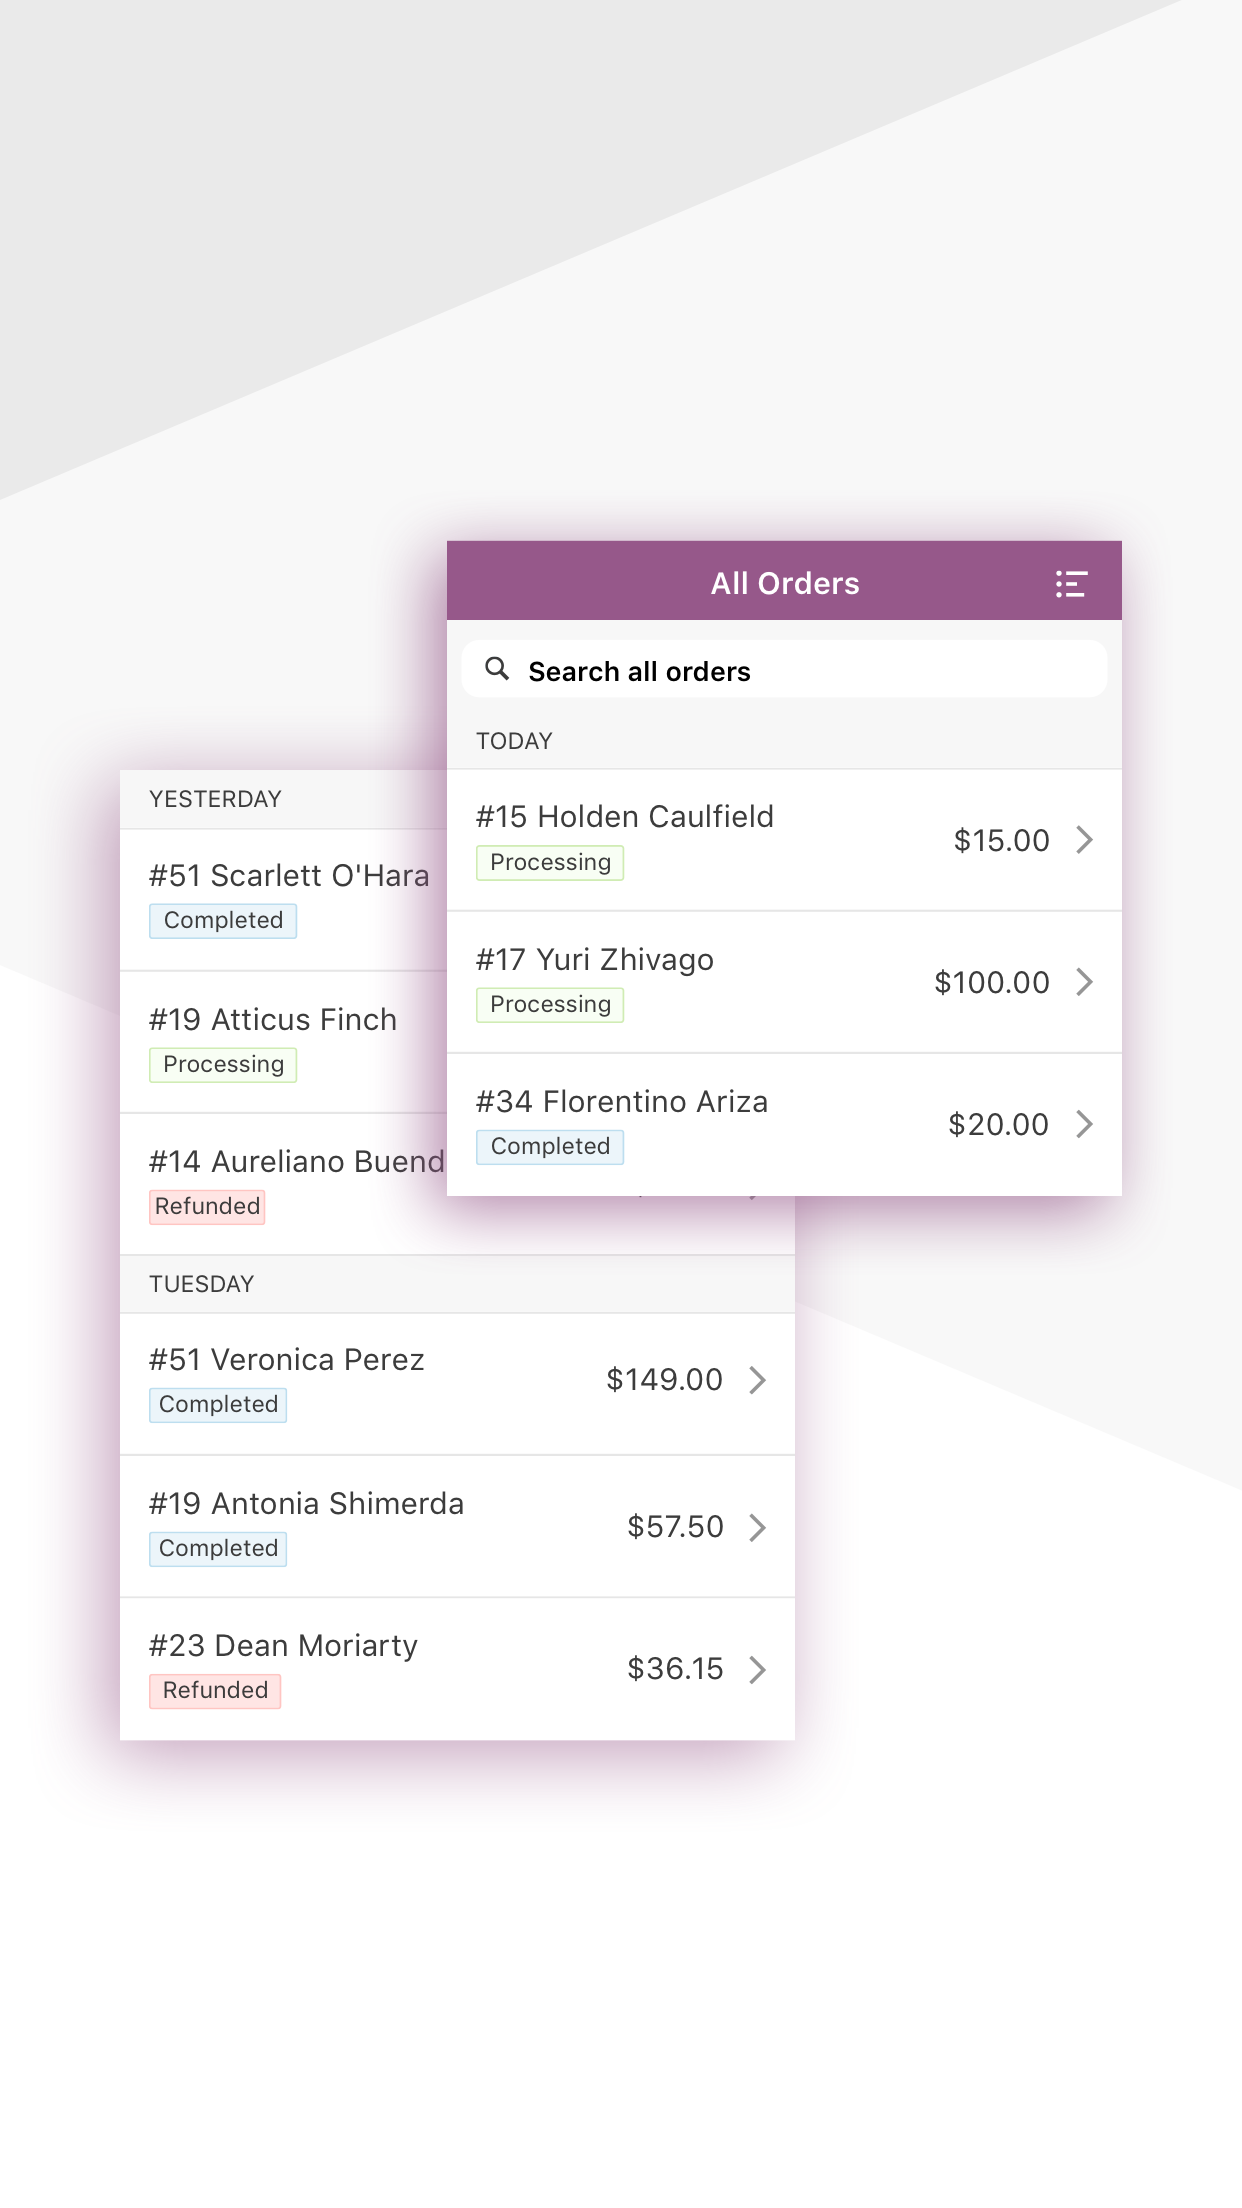 All Orders
Search all orders
TODAY
#15 Holden Caulfield
Processing
$15.00
#17 Yuri Zhivago
Processing
$100.00
#34 Florentino Ariza
Completed
$20.00
YESTERDAY
#51 Scarlett O'Hara
Completed
#19 Atticus Finch
Processing
#14 Aureliano Buend
Refunded
TUESDAY
#51 Veronica Perez
Completed
$149.00
#19 Antonia Shimerda
Completed
$57.50
#23 Dean Moriarty
Refunded
$36.15